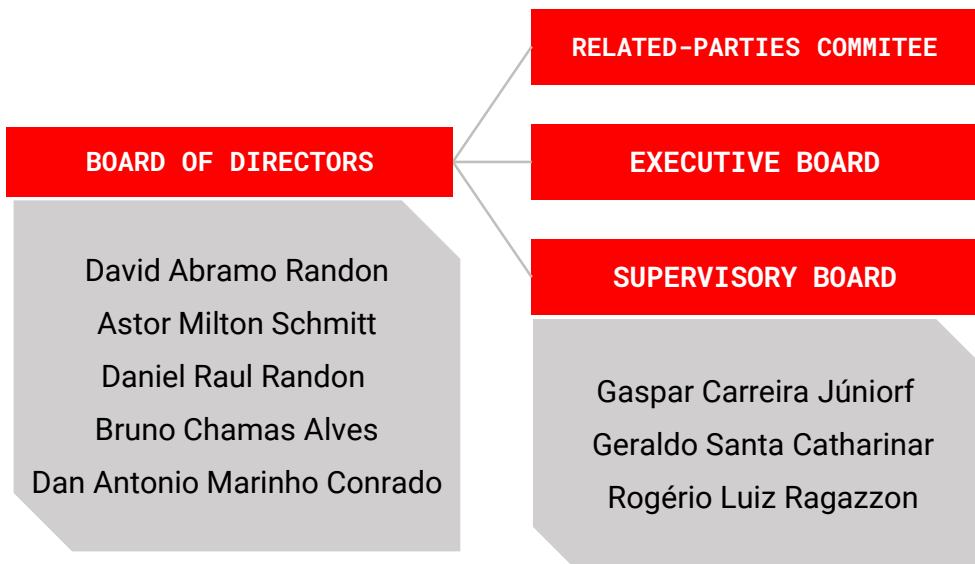 RELATED-PARTIES COMMITEE
BOARD OF DIRECTORS
EXECUTIVE BOARD
SUPERVISORY BOARD
David Abramo Randon
Astor Milton Schmitt
Daniel Raul Randon
Bruno Chamas Alves
Dan Antonio Marinho Conrado
Gaspar Carreira Júniorf
Geraldo Santa Catharinar
Rogério Luiz Ragazzon